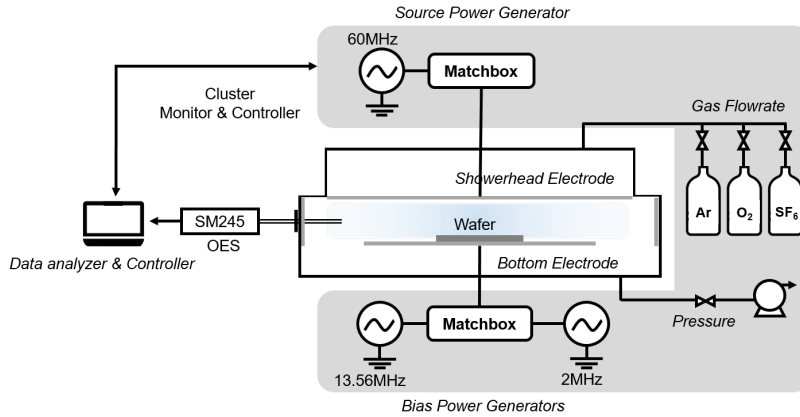 Source Power Generator
60MHz
Matchbox
Cluster
Monitor & Controller
Gas Flowrate
Showerhead Electrode
Ar
O₂
SF₆
SM245
Wafer
OES
Data analyzer & Controller
Bottom Electrode
Matchbox
Pressure
13.56MHz
2MHz
Bias Power Generators